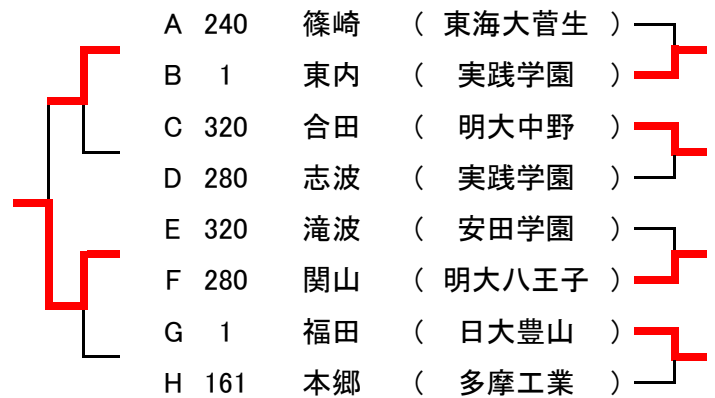 A 240 篠崎 ( 東海大菅生 )
B 1 東内 ( 実践学園 )
C 320 合田 ( 明大中野 )
D 280 志波 ( 実践学園 )
E 320 滝波 ( 安田学園 )
F 280 関山 ( 明大八王子 )
G 1 福田 ( 日大豊山 )
H 161 本郷 ( 多摩工業 )